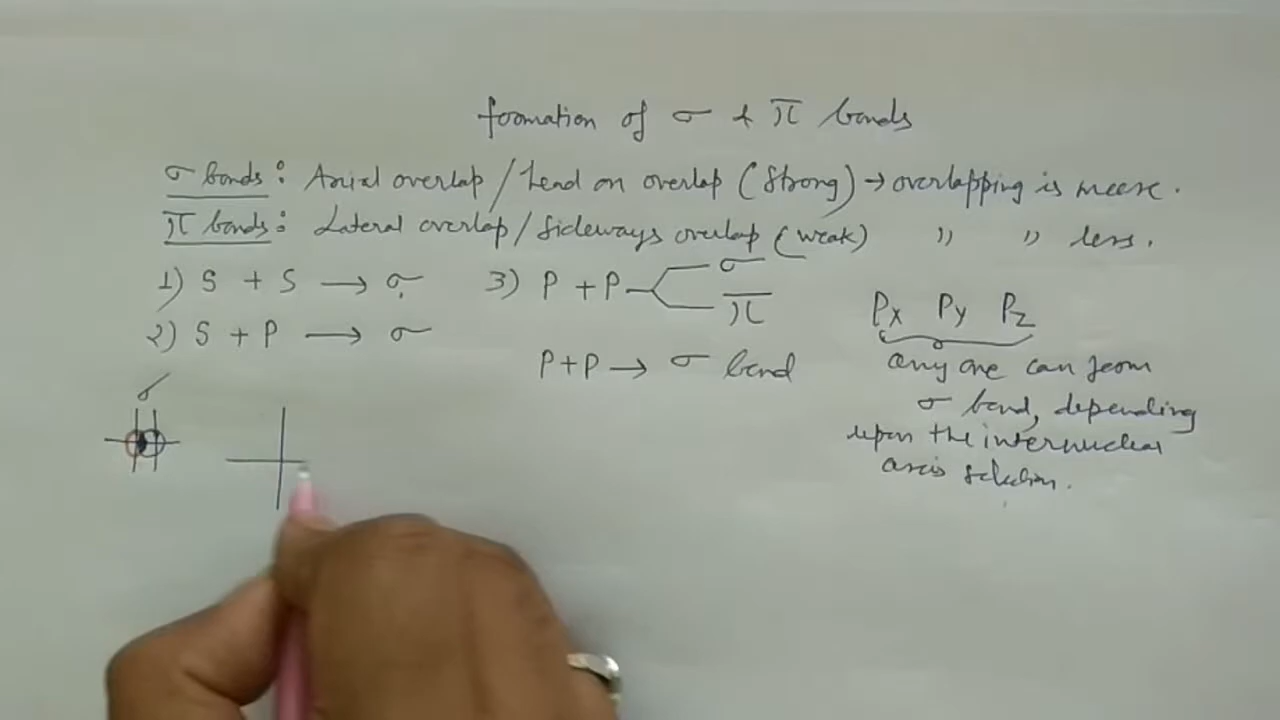 formation of σ & π bonds
σ bonds: Axial overlap / Head on overlap (Strong) → overlapping is more.
π bonds: Lateral overlap / Sideways overlap (weak) " " less.
1) S + S → σ
2) S + P → σ
3) P + P σ π
P+P → σ bond
Px Py Pz
any one can form
σ bond, depending
upon the internuclear
axis selection.
σ